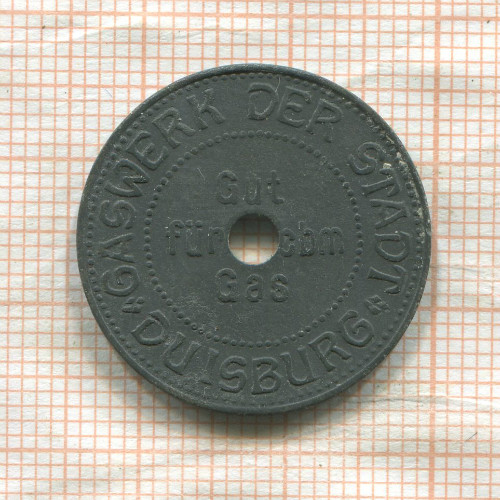 GASWERK DER STADT
DUISBURG
Gut
für cbm
Gas